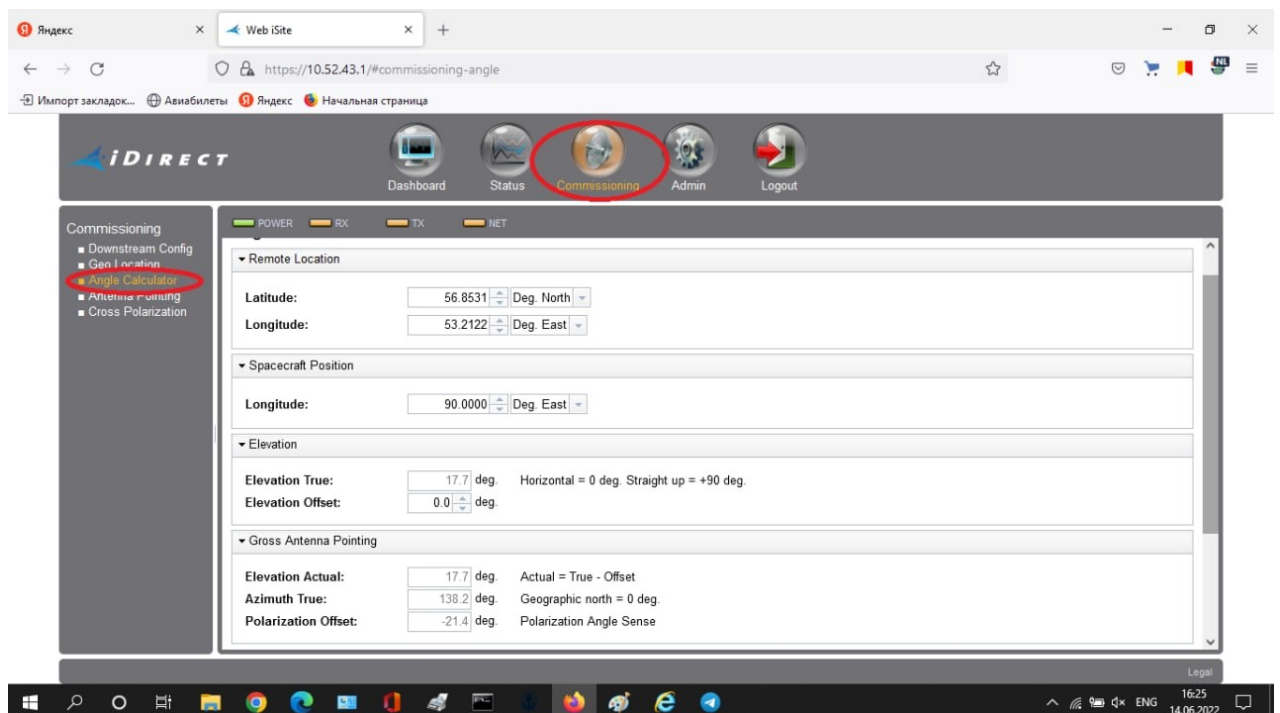 Яндекс
Web iSite
https://10.52.43.1/#commissioning-angle
NL
Импорт закладок... Авиабилеты Яндекс Начальная страница
iDIRECT
Dashboard Status Commissioning Admin Logout
Commissioning
Downstream Config
Geo Location
Angle Calculator
Antenna Pointing
Cross Polarization
POWER RX TX NET
Remote Location
Latitude: 56.8531 Deg. North
Longitude: 53.2122 Deg. East
Spacecraft Position
Longitude: 90.0000 Deg. East
Elevation
Elevation True: 17.7 deg. Horizontal = 0 deg. Straight up = +90 deg.
Elevation Offset: 0.0 deg.
Gross Antenna Pointing
Elevation Actual: 17.7 deg. Actual = True - Offset
Azimuth True: 138.2 deg. Geographic north = 0 deg.
Polarization Offset: -21.4 deg. Polarization Angle Sense
Legal
ENG
16:25
14.06.2022